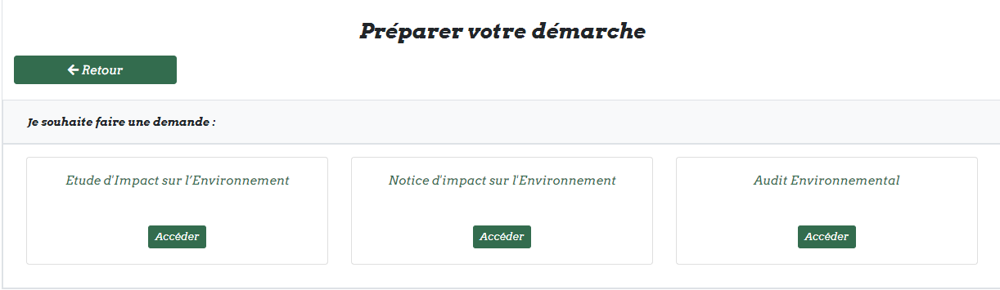 Préparer votre démarche
← Retour
Je souhaite faire une demande :
Etude d'Impact sur l’Environnement
Notice d'impact sur l'Environnement
Audit Environnemental
Accéder
Accéder
Accéder